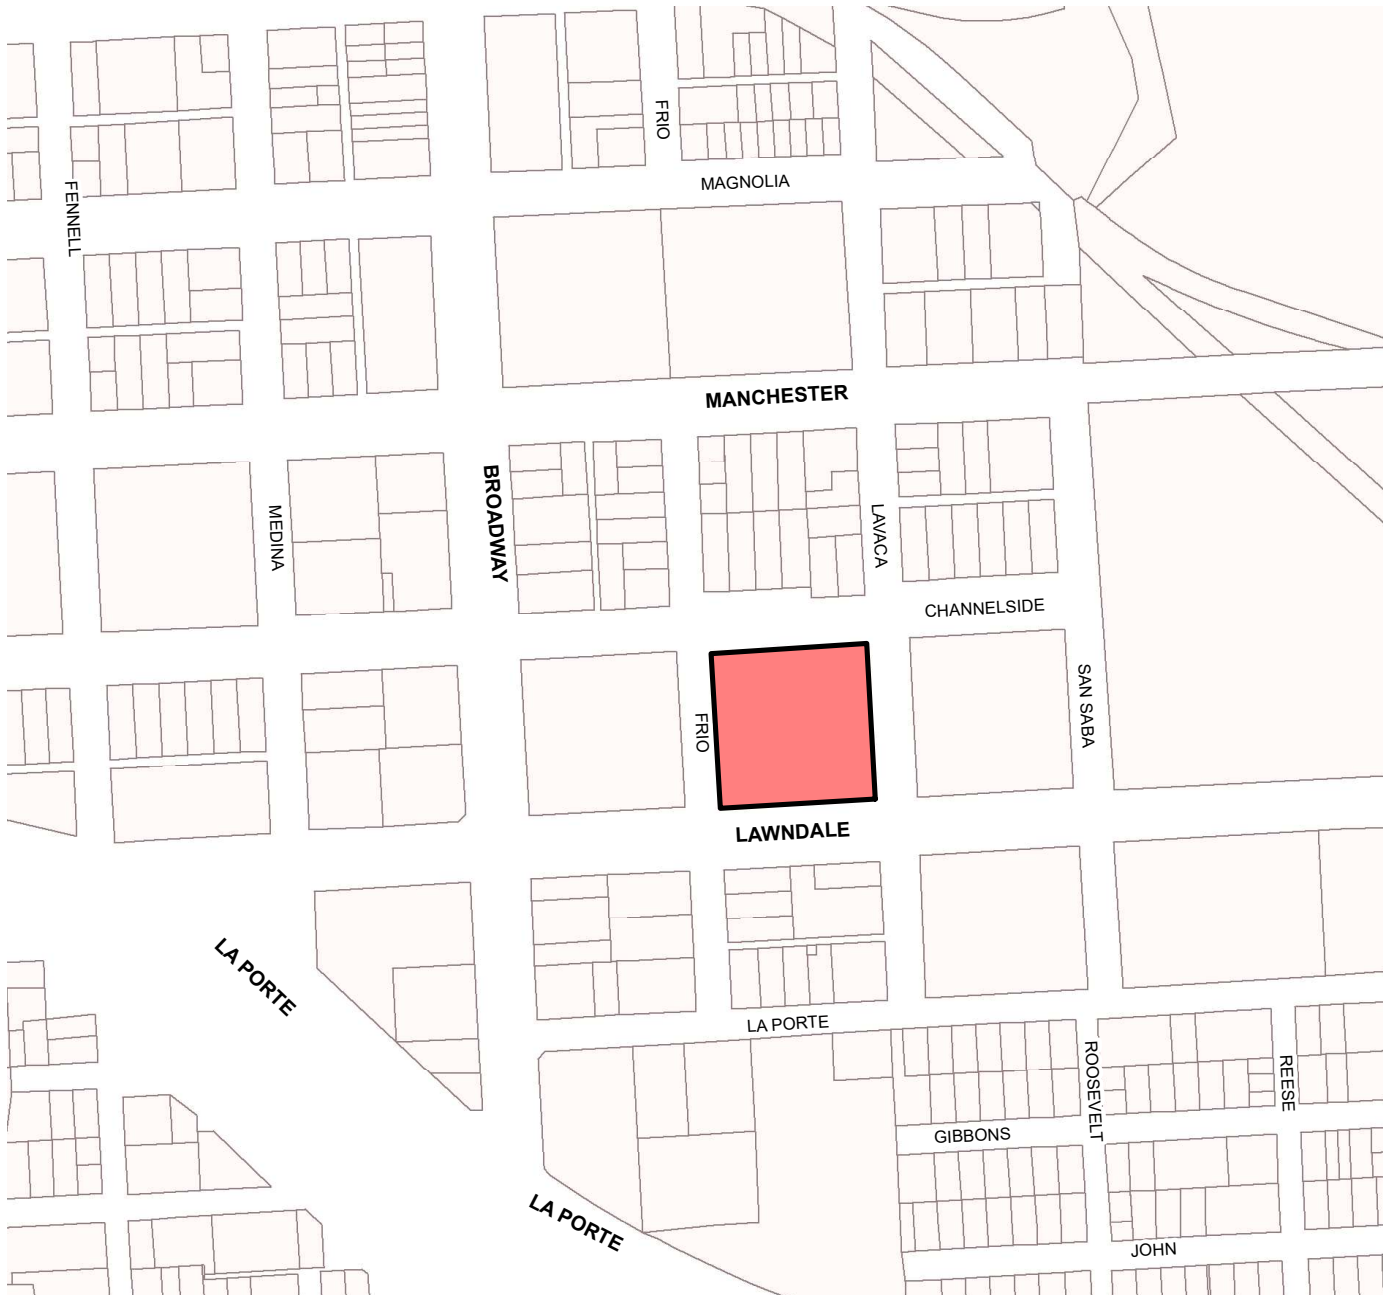 FRIO
MAGNOLIA
FENNELL
MANCHESTER
BROADWAY
MEDINA
LAVACA
CHANNELSIDE
SAN SABA
FRIO
LAWNDALE
LA PORTE
LA PORTE
ROOSEVELT
REESE
GIBBONS
LA PORTE
JOHN